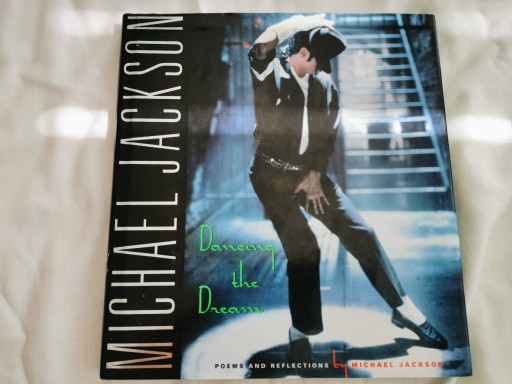 MICHAEL JACKSON
Dancing
the
Dream
POEMS AND REFLECTIONS by MICHAEL JACKSON